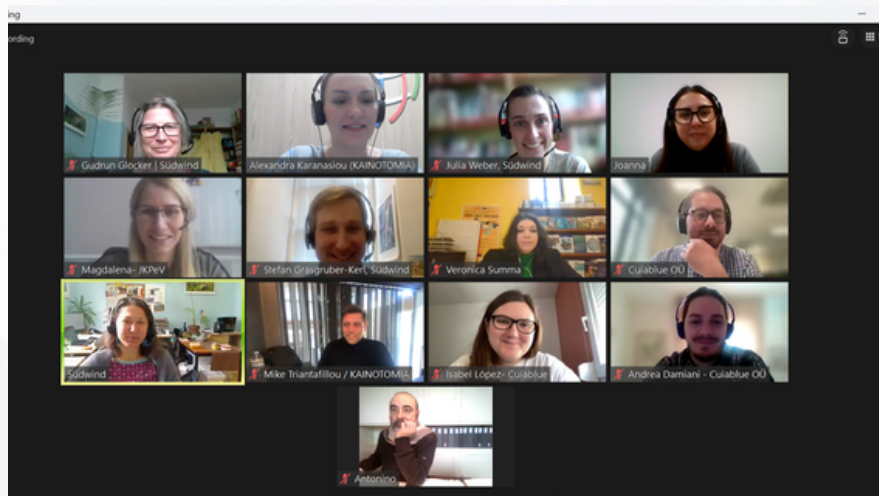 ing
ording
Gudrun Glocker | Südwind
Alexandra Karanasiou (KAINOTOMIA)
Julia Weber, Südwind
Joanna
Magdalena- JKPeV
Stefan Grasgruber-Kerl, Südwind
Veronica Summa
Cuiablue OÜ
Südwind
Mike Triantafillou / KAINOTOMIA
Isabel López- Cuiablue
Andrea Damiani - Cuiablue OÜ
Antonino